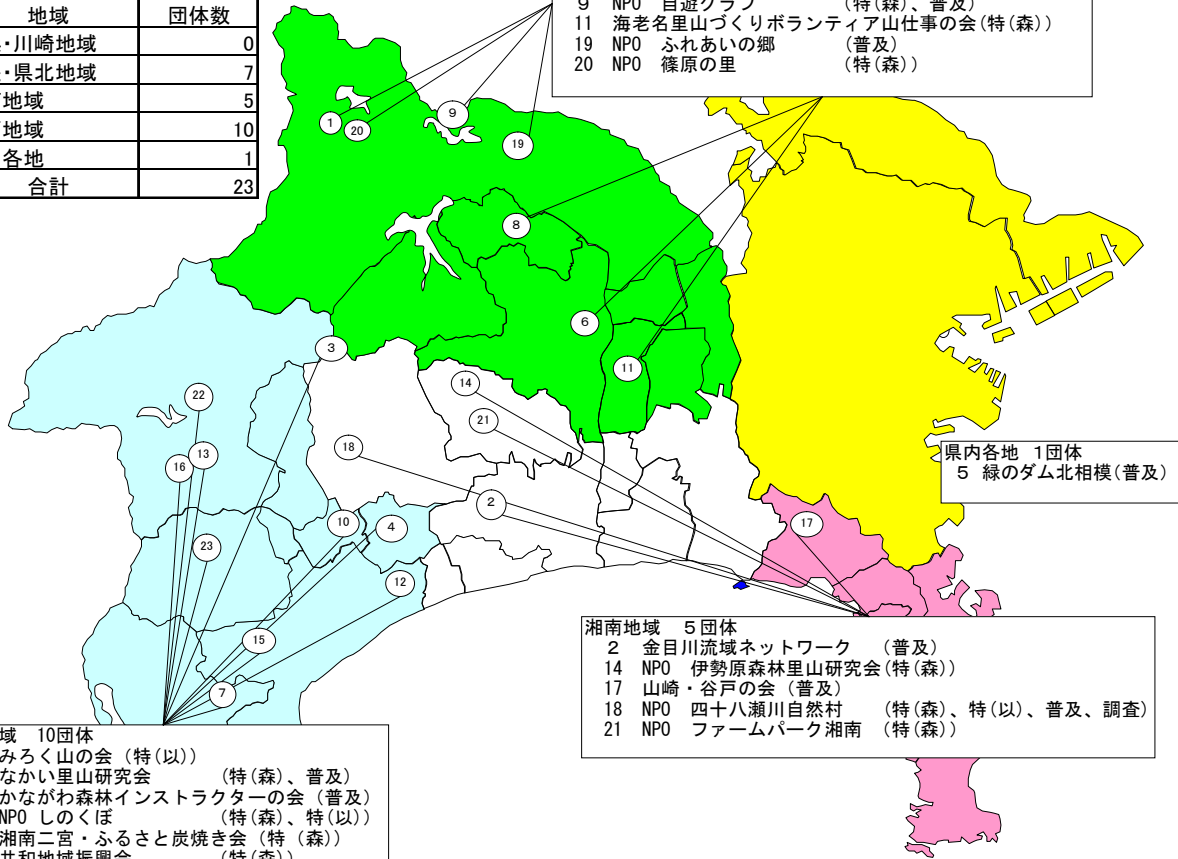 地域 団体数
・川崎地域 0
・県北地域 7
地域 5
地域 10
各地 1
合計 23
9 NPO 自遊クラブ (特(森)、普及)
11 海老名里山づくりボランティア山仕事の会(特(森))
19 NPO ふれあいの郷 (普及)
20 NPO 篠原の里 (特(森))
1
20
9
19
8
6
11
3
14
21
22
18
13
16
2
10
4
17
23
12
15
7
県内各地 1団体
5 緑のダム北相模(普及)
湘南地域 5団体
2 金目川流域ネットワーク (普及)
14 NPO 伊勢原森林里山研究会(特(森))
17 山崎・谷戸の会 (普及)
18 NPO 四十八瀬川自然村 (特(森)、特(以)、普及、調査)
21 NPO ファームパーク湘南 (特(森))
域 10団体
みろく山の会 (特(以))
なかい里山研究会 (特(森)、普及)
かながわ森林インストラクターの会 (普及)
NPO しのくぼ (特(森)、特(以))
湘南二宮・ふるさと炭焼き会 (特(森))
共和地域振興会 (特(森))